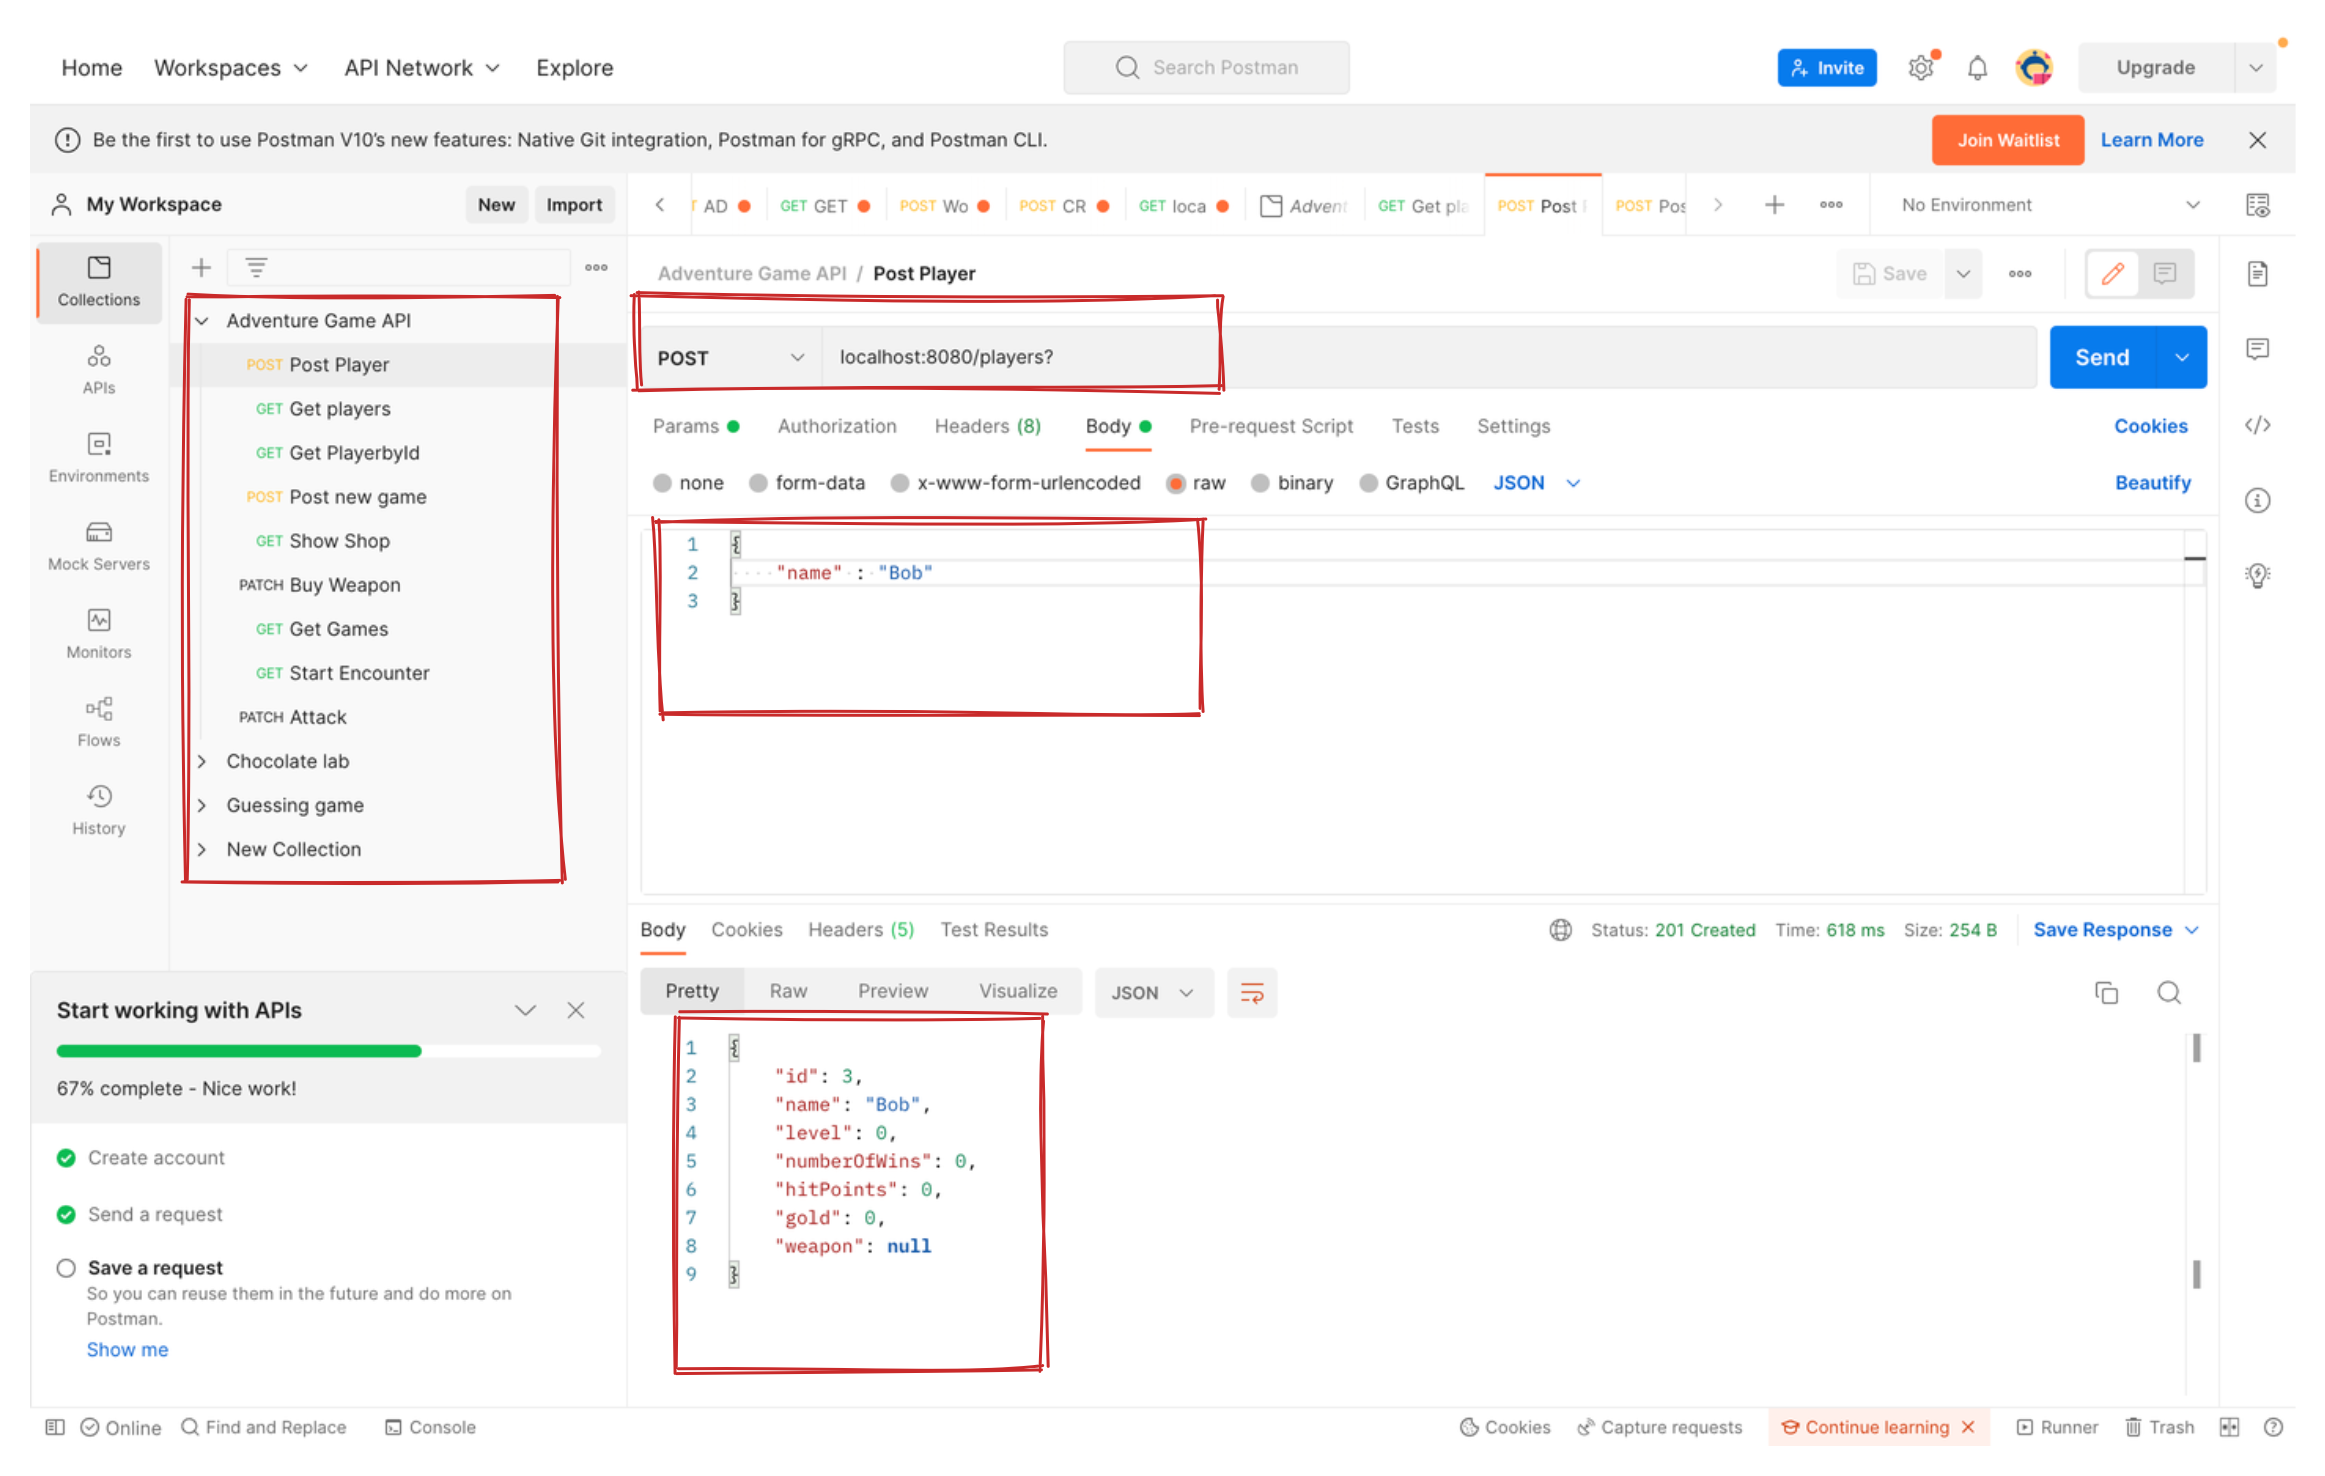 Home Workspaces API Network Explore Search Postman Invite Upgrade
Be the first to use Postman V10's new features: Native Git integration, Postman for gRPC, and Postman CLI. Join Waitlist Learn More
My Workspace New Import
AD GET GET POST Wo POST CR GET loca Advent GET Get pla POST Post POST Pos No Environment
Collections
APIs
Environments
Mock Servers
Monitors
Flows
History
Adventure Game API
POST Post Player
GET Get players
GET Get PlayerbyId
POST Post new game
GET Show Shop
PATCH Buy Weapon
GET Get Games
GET Start Encounter
PATCH Attack
Chocolate lab
Guessing game
New Collection
Adventure Game API / Post Player Save
POST localhost:8080/players? Send
Params Authorization Headers (8) Body Pre-request Script Tests Settings Cookies
none form-data x-www-form-urlencoded raw binary GraphQL JSON Beautify
1 {
2 "name" : "Bob"
3 }
Body Cookies Headers (5) Test Results Status: 201 Created Time: 618 ms Size: 254 B Save Response
Pretty Raw Preview Visualize JSON
1 {
2 "id": 3,
3 "name": "Bob",
4 "level": 0,
5 "numberOfWins": 0,
6 "hitPoints": 0,
7 "gold": 0,
8 "weapon": null
9 }
Start working with APIs
67% complete - Nice work!
Create account
Send a request
Save a request
So you can reuse them in the future and do more on
Postman.
Show me
Online Find and Replace Console Cookies Capture requests Continue learning Runner Trash